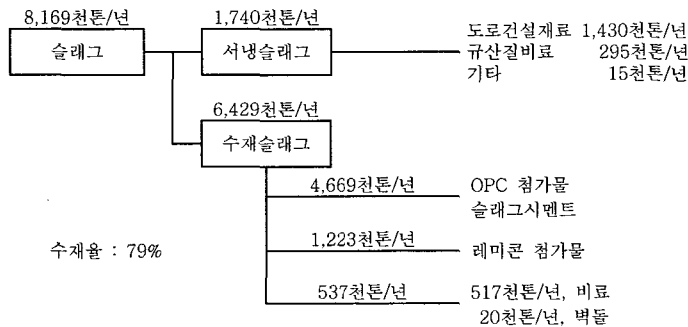 8,169천톤/년
슬래그
1,740천톤/년
서냉슬래그
도로건설재료 1,430천톤/년
규산질비료 295천톤/년
기타 15천톤/년
6,429천톤/년
수재슬래그
4,669천톤/년
OPC 첨가물
슬래그시멘트
수재율 : 79%
1,223천톤/년
레미콘 첨가물
537천톤/년
517천톤/년, 비료
20천톤/년, 벽돌